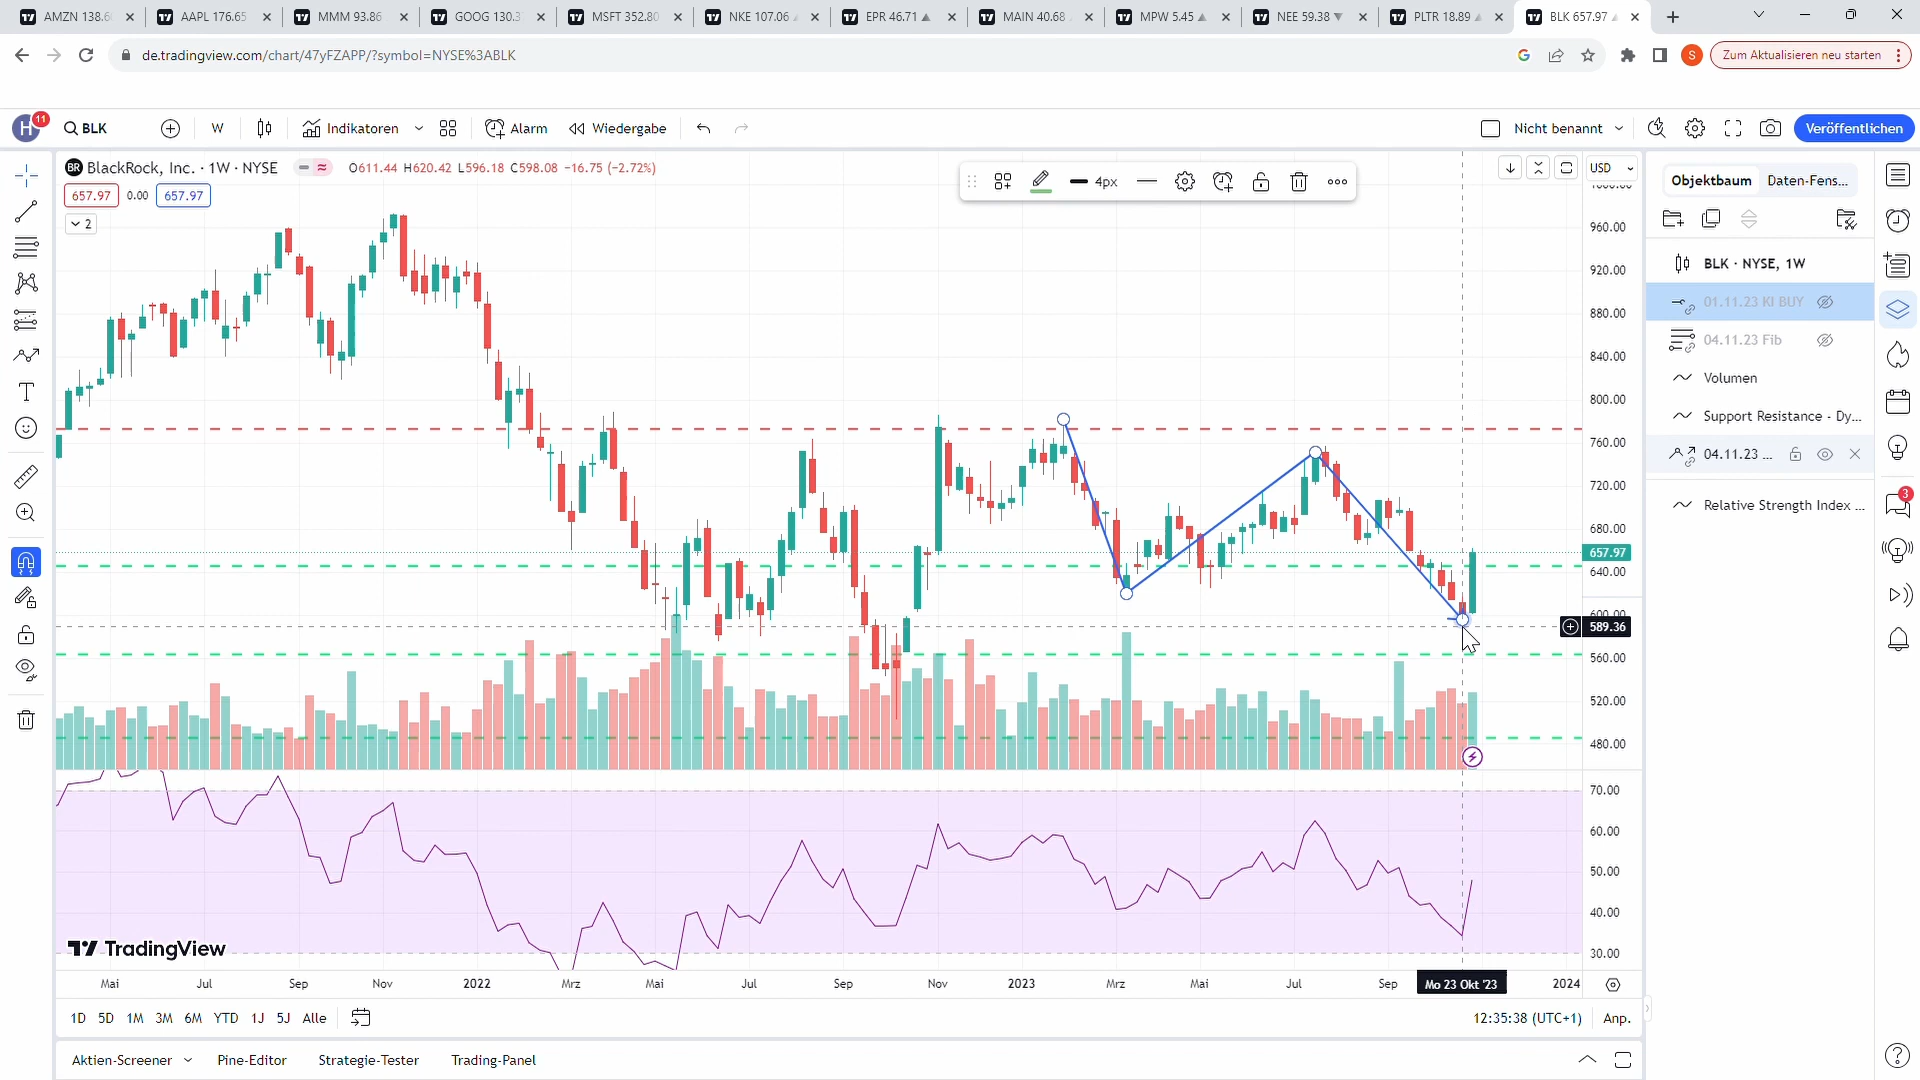 AMZN 138.6
AAPL 176.65
MMM 93.86
GOOG 130.3
MSFT 352.80
NKE 107.06
EPR 46.71
MAIN 40.68
MPW 5.45
NEE 59.38
PLTR 18.89
BLK 657.97
de.tradingview.com/chart/47yFZAPP/?symbol=NYSE%3ABLK
S
Zum Aktualisieren neu starten
H
11
BLK
W
Indikatoren
Alarm
Wiedergabe
Nicht benannt
Veröffentlichen
BR BlackRock, Inc. · 1W · NYSE
O611.44 H620.42 L596.18 C598.08 −16.75 (−2.72%)
657.97
0.00
657.97
2
4px
USD
960.00
920.00
880.00
840.00
800.00
760.00
720.00
680.00
657.97
640.00
600.00
589.36
560.00
520.00
480.00
70.00
60.00
50.00
40.00
30.00
TradingView
Mai Jul Sep Nov 2022 Mrz Mai Jul Sep Nov 2023 Mrz Mai Jul Sep Mo 23 Okt '23 2024
1D 5D 1M 3M 6M YTD 1J 5J Alle
12:35:38 (UTC+1)
Anp.
Aktien-Screener
Pine-Editor
Strategie-Tester
Trading-Panel
Objektbaum
Daten-Fens...
BLK · NYSE, 1W
01.11.23 KI BUY
04.11.23 Fib
Volumen
Support Resistance - Dy...
04.11.23 ...
Relative Strength Index ...
3